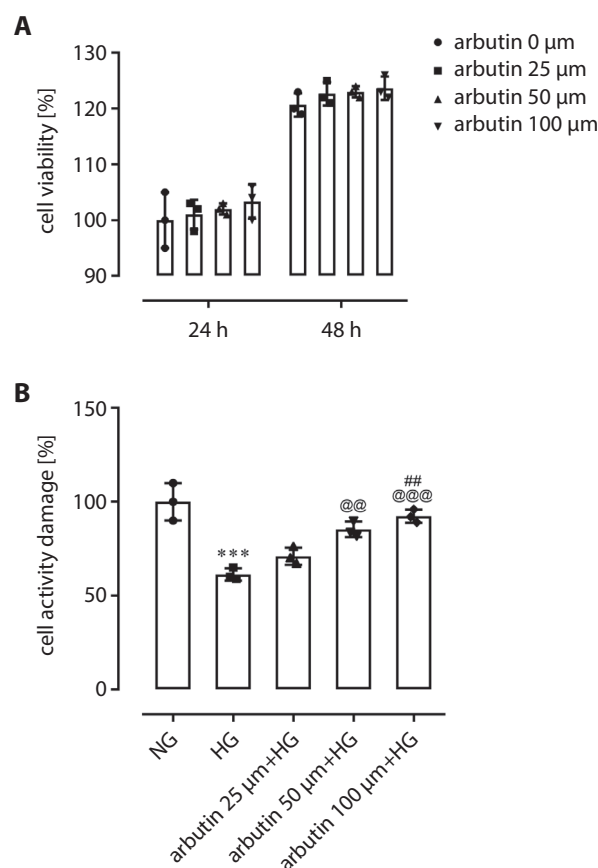 A
cell viability [%]
130
120
110
100
90
24 h
48 h
arbutin 0 μm
arbutin 25 μm
arbutin 50 μm
arbutin 100 μm
B
cell activity damage [%]
150
100
50
0
***
@@
##
@@@
NG
HG
arbutin 25 μm+HG
arbutin 50 μm+HG
arbutin 100 μm+HG